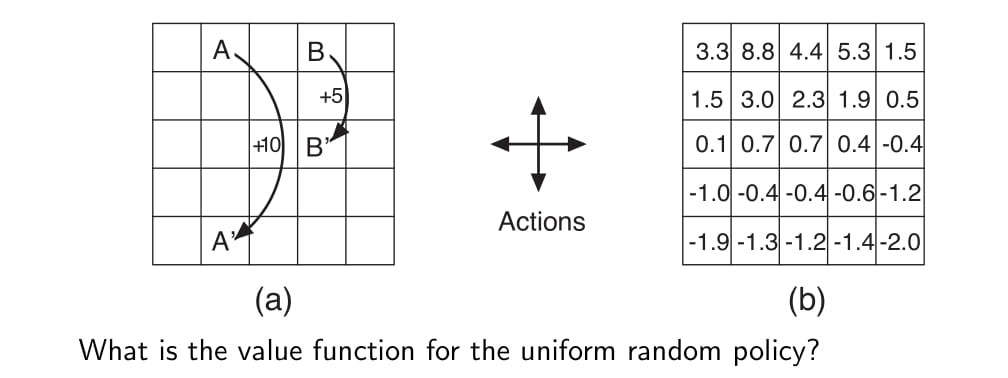 A B
+5
+10 B'
A'
Actions
3.3 8.8 4.4 5.3 1.5
1.5 3.0 2.3 1.9 0.5
0.1 0.7 0.7 0.4 -0.4
-1.0 -0.4 -0.4 -0.6 -1.2
-1.9 -1.3 -1.2 -1.4 -2.0
(a) (b)
What is the value function for the uniform random policy?